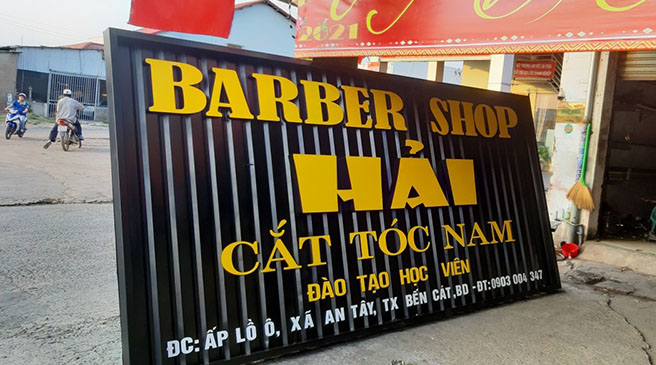 2021
BARBER SHOP
HẢI
CẮT TÓC NAM
ĐÀO TẠO HỌC VIÊN
ĐC: ẤP LỒ Ô, XÃ AN TÂY, TX BẾN CÁT,BD -ĐT:0903 004 347